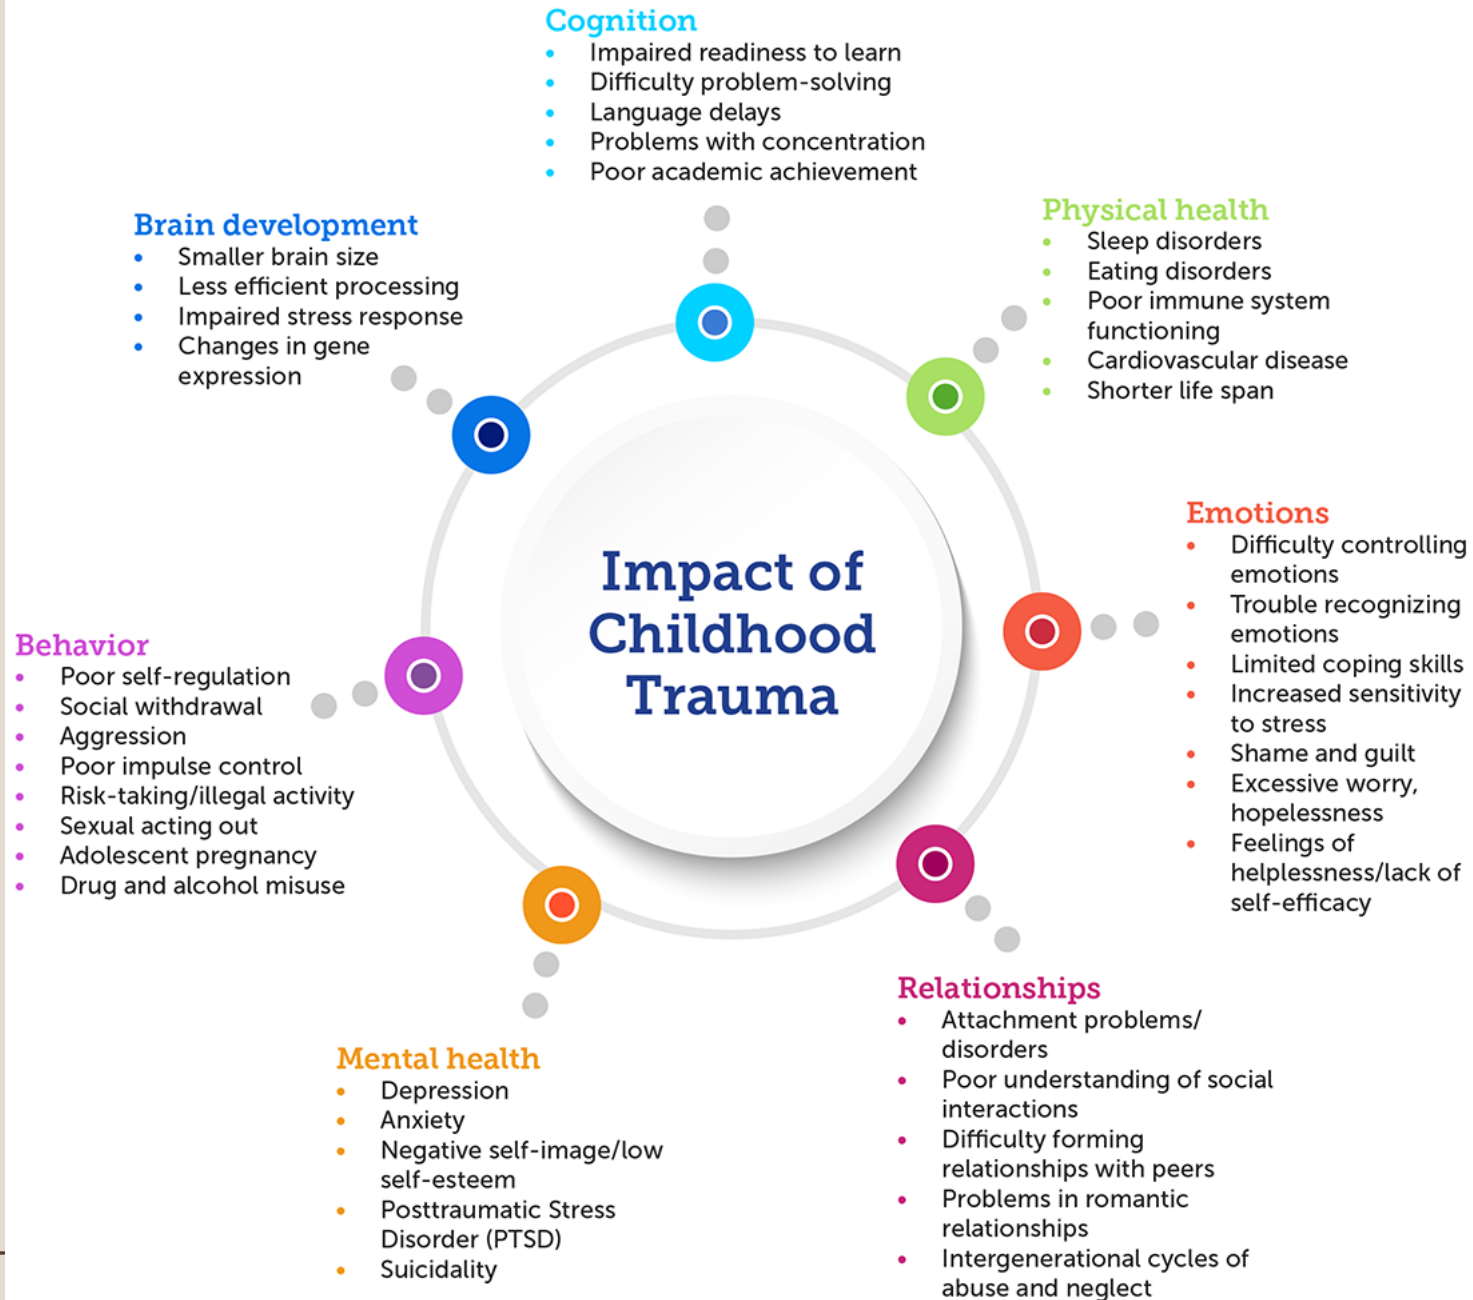 Cognition
• Impaired readiness to learn
• Difficulty problem-solving
• Language delays
• Problems with concentration
• Poor academic achievement
Physical health
• Sleep disorders
• Eating disorders
• Poor immune system
functioning
• Cardiovascular disease
• Shorter life span
Emotions
• Difficulty controlling
emotions
• Trouble recognizing
emotions
• Limited coping skills
• Increased sensitivity
to stress
• Shame and guilt
• Excessive worry,
hopelessness
• Feelings of
helplessness/lack of
self-efficacy
Relationships
• Attachment problems/
disorders
• Poor understanding of social
interactions
• Difficulty forming
relationships with peers
• Problems in romantic
relationships
• Intergenerational cycles of
abuse and neglect
Mental health
• Depression
• Anxiety
• Negative self-image/low
self-esteem
• Posttraumatic Stress
Disorder (PTSD)
• Suicidality
Behavior
• Poor self-regulation
• Social withdrawal
• Aggression
• Poor impulse control
• Risk-taking/illegal activity
• Sexual acting out
• Adolescent pregnancy
• Drug and alcohol misuse
Brain development
• Smaller brain size
• Less efficient processing
• Impaired stress response
• Changes in gene
expression
Impact of
Childhood
Trauma